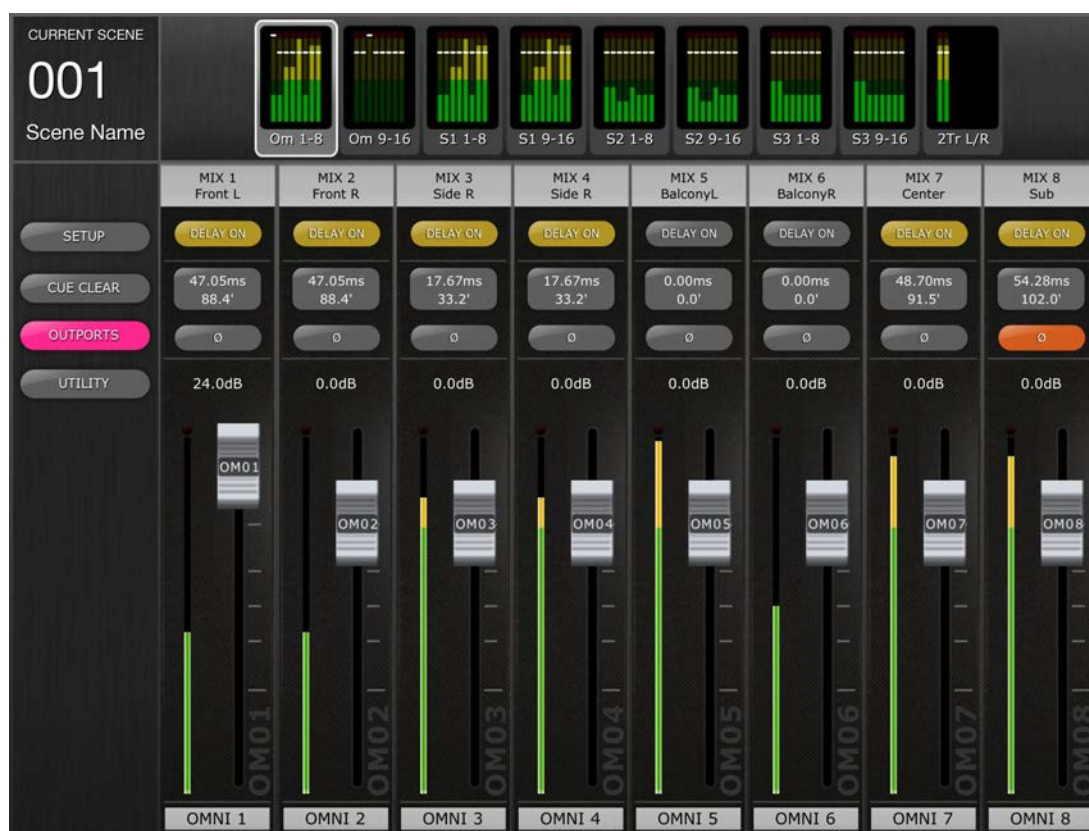 CURRENT SCENE
001
Scene Name
Om 1-8 Om 9-16 S1 1-8 S1 9-16 S2 1-8 S2 9-16 S3 1-8 S3 9-16 2Tr L/R
MIX 1 MIX 2 MIX 3 MIX 4 MIX 5 MIX 6 MIX 7 MIX 8
Front L Front R Side R Side R BalconyL BalconyR Center Sub
SETUP DELAY ON DELAY ON DELAY ON DELAY ON DELAY ON DELAY ON DELAY ON DELAY ON
CUE CLEAR 47.05ms 47.05ms 17.67ms 17.67ms 0.00ms 0.00ms 48.70ms 54.28ms
88.4' 88.4' 33.2' 33.2' 0.0' 0.0' 91.5' 102.0'
OUTPORTS Ø Ø Ø Ø Ø Ø Ø Ø
UTILITY 24.0dB 0.0dB 0.0dB 0.0dB 0.0dB 0.0dB 0.0dB 0.0dB
OM01 OM02 OM03 OM04 OM05 OM06 OM07 OM08
OM01 OM02 OM03 OM04 OM05 OM06 OM07 OM08
OMNI 1 OMNI 2 OMNI 3 OMNI 4 OMNI 5 OMNI 6 OMNI 7 OMNI 8